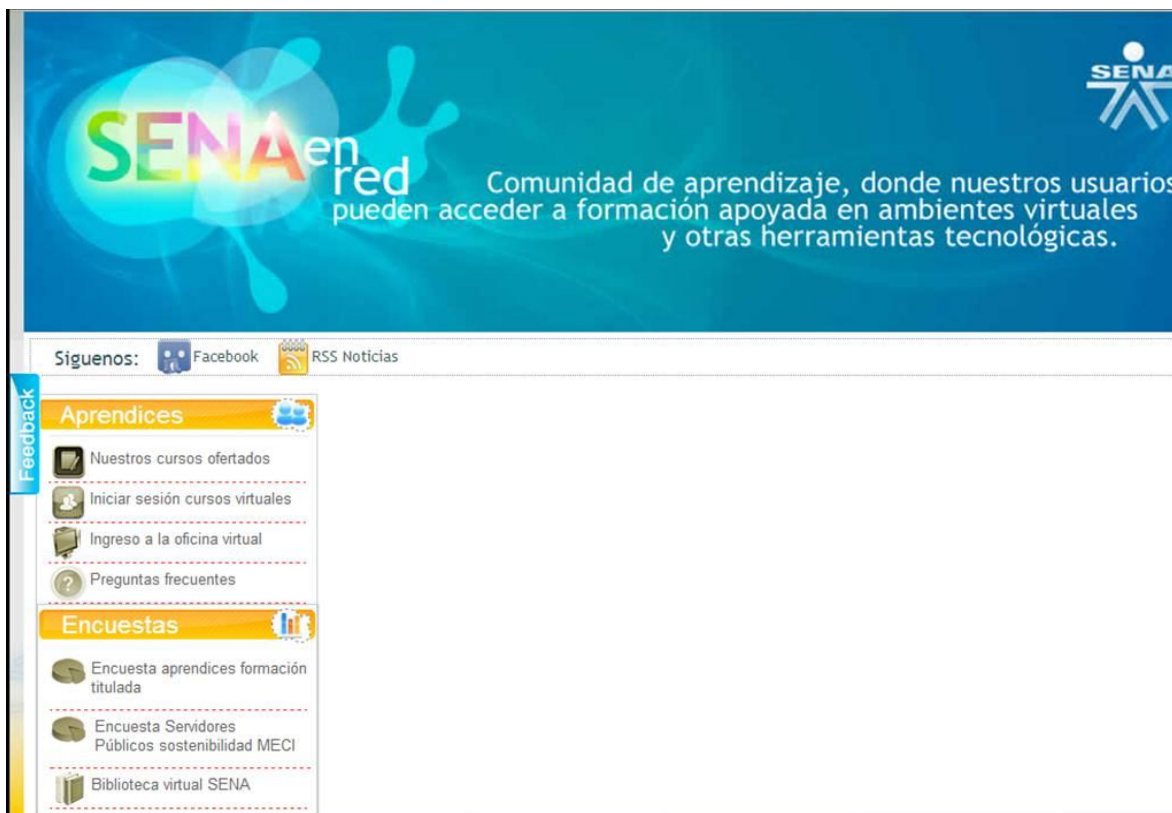 SENA
SENA en
red
Comunidad de aprendizaje, donde nuestros usuarios
pueden acceder a formación apoyada en ambientes virtuales
y otras herramientas tecnológicas.
Siguenos: Facebook RSS Noticias
Feedback
Aprendices
Nuestros cursos ofertados
Iniciar sesión cursos virtuales
Ingreso a la oficina virtual
Preguntas frecuentes
Encuestas
Encuesta aprendices formación
titulada
Encuesta Servidores
Públicos sostenibilidad MECI
Biblioteca virtual SENA